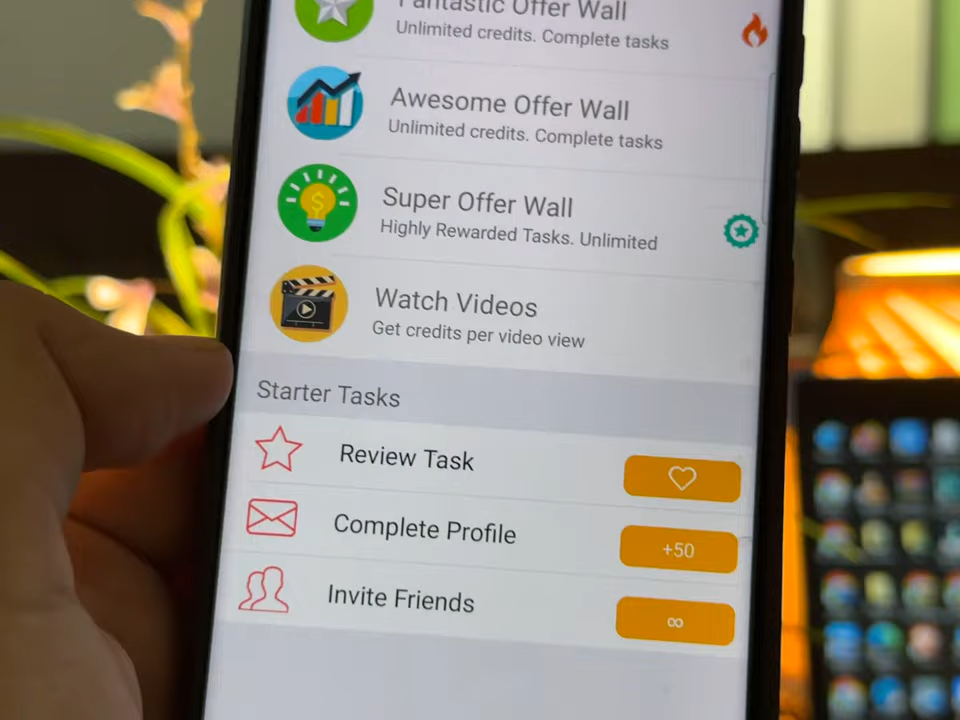 Fantastic Offer Wall
Unlimited credits. Complete tasks
Awesome Offer Wall
Unlimited credits. Complete tasks
$
Super Offer Wall
Highly Rewarded Tasks. Unlimited
Watch Videos
Get credits per video view
Starter Tasks
Review Task
Complete Profile
+50
Invite Friends
∞